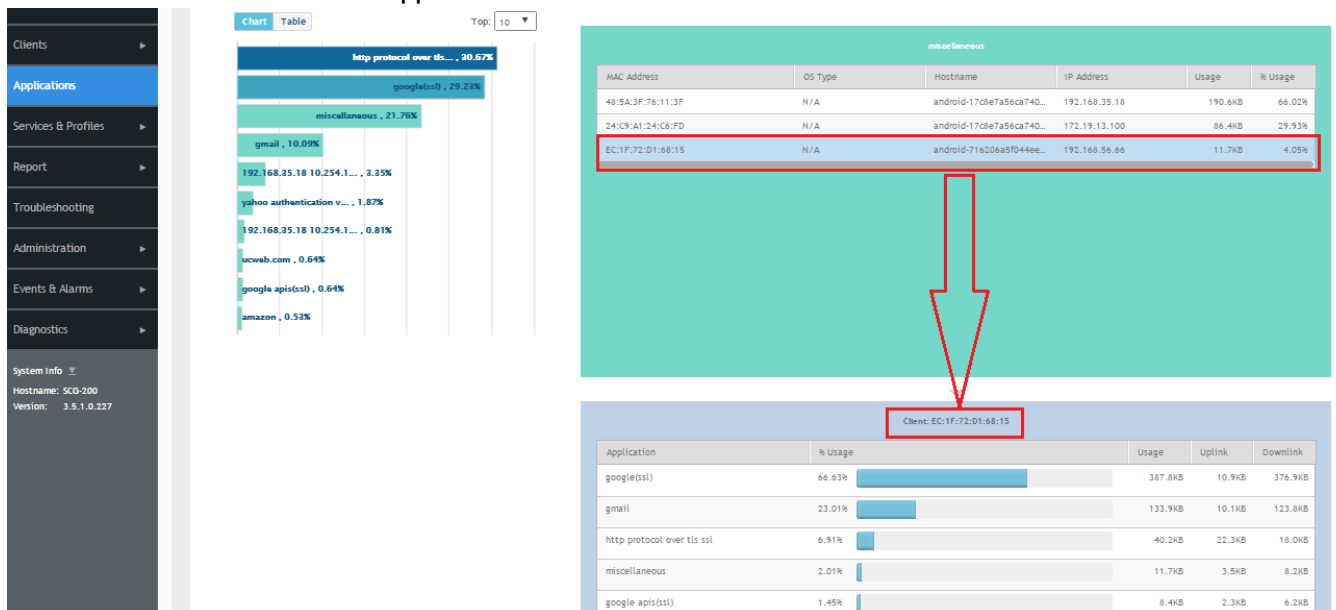 Clients
Applications
Services & Profiles
Report
Troubleshooting
Administration
Events & Alarms
Diagnostics
System Info
Hostname: SCG-200
Version: 3.5.1.0.227
Chart Table Top: 10
http protocol over tls... , 30.67%
google(ssl) , 29.23%
miscellaneous , 21.76%
gmail , 10.09%
192.168.35.18 10.254.1... , 3.35%
yahoo authentication v... , 1.87%
192.168.35.18 10.254.1... , 0.81%
ucweb.com , 0.64%
google apis(ssl) , 0.64%
amazon , 0.53%
miscellaneous
MAC Address OS Type Hostname IP Address Usage % Usage
48:5A:3F:76:11:3F N/A android-17c8e7a56ca740... 192.168.35.18 190.6KB 66.02%
24:C9:A1:24:C6:FD N/A android-17c8e7a56ca740... 172.19.13.100 86.4KB 29.93%
EC:1F:72:D1:68:15 N/A android-716206a5f044ee... 192.168.56.66 11.7KB 4.05%
Client: EC:1F:72:D1:68:15
Application % Usage Usage Uplink Downlink
google(ssl) 66.63% 387.8KB 10.9KB 376.9KB
gmail 23.01% 133.9KB 10.1KB 123.8KB
http protocol over tls ssl 6.91% 40.2KB 22.3KB 18.0KB
miscellaneous 2.01% 11.7KB 3.5KB 8.2KB
google apis(ssl) 1.45% 8.4KB 2.3KB 6.2KB